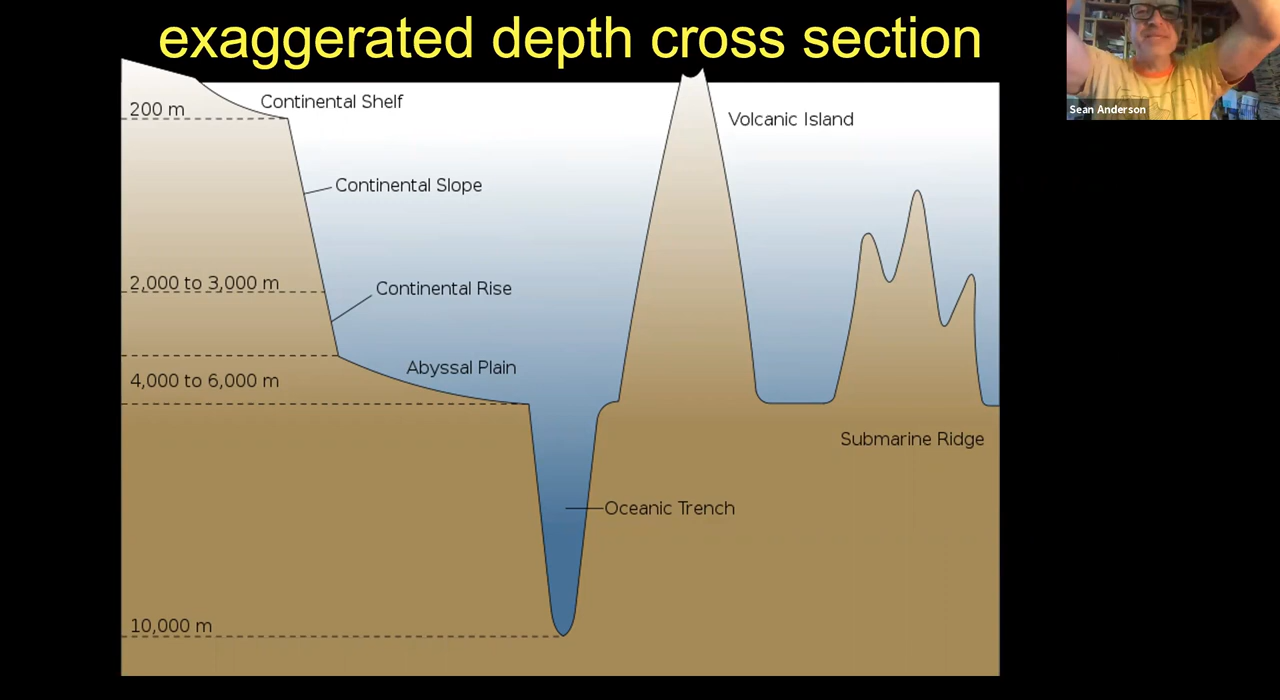 exaggerated depth cross section
Sean Anderson
200 m
Continental Shelf
Volcanic Island
Continental Slope
2,000 to 3,000 m
Continental Rise
Abyssal Plain
4,000 to 6,000 m
Submarine Ridge
Oceanic Trench
10,000 m